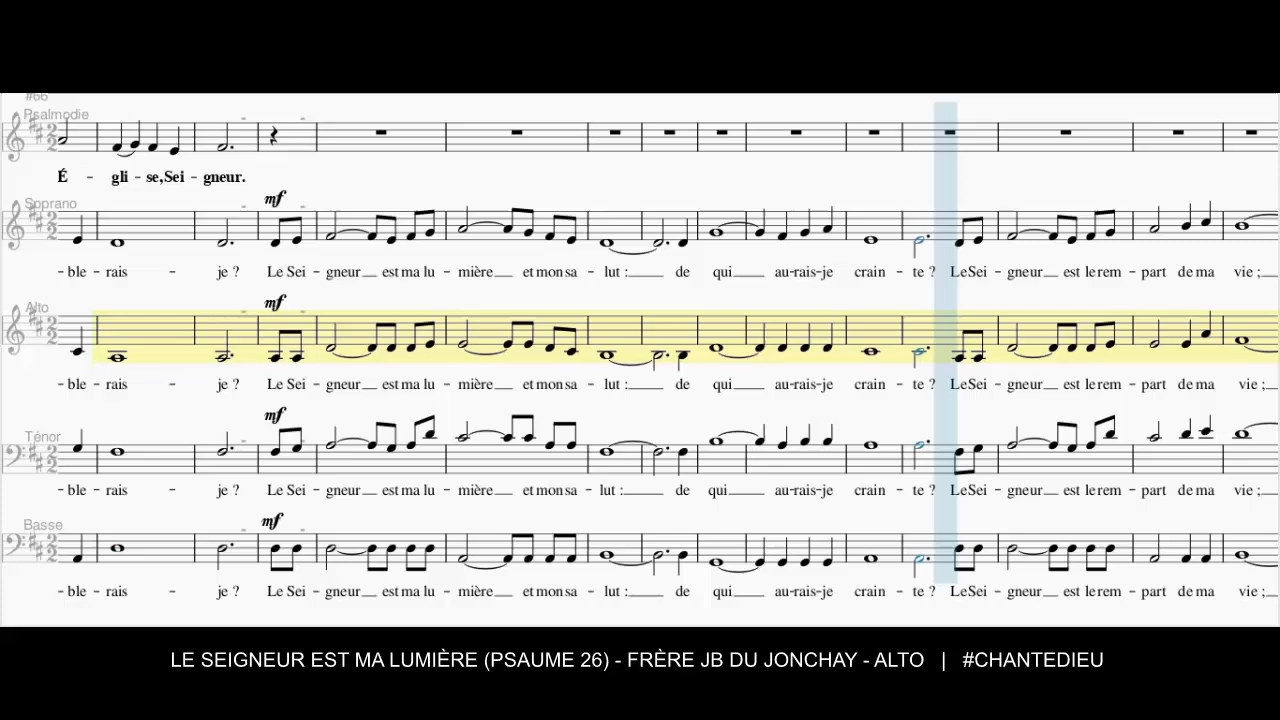 #66
Psalmodie
É - gli - se, Sei - gneur.
mf
Soprano
- ble - rais - je ? Le Sei - gneur est ma lu - mière et mon sa - lut : de qui au - rais - je crain - te ? Le Sei - gneur est le rem - part de ma vie ;
mf
Alto
- ble - rais - je ? Le Sei - gneur est ma lu - mière et mon sa - lut : de qui au - rais - je crain - te ? Le Sei - gneur est le rem - part de ma vie ;
mf
Ténor
- ble - rais - je ? Le Sei - gneur est ma lu - mière et mon sa - lut : de qui au - rais - je crain - te ? Le Sei - gneur est le rem - part de ma vie ;
mf
Basse
- ble - rais - je ? Le Sei - gneur est ma lu - mière et mon sa - lut : de qui au - rais - je crain - te ? Le Sei - gneur est le rem - part de ma vie ;
LE SEIGNEUR EST MA LUMIÈRE (PSAUME 26) - FRÈRE JB DU JONCHAY - ALTO | #CHANTEDIEU